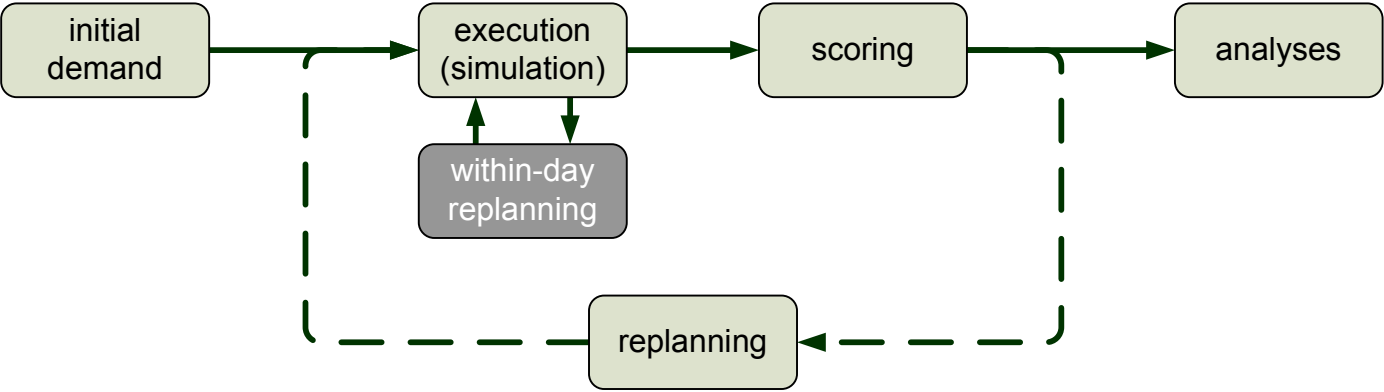 initial
demand
execution
(simulation)
scoring
analyses
within-day
replanning
replanning